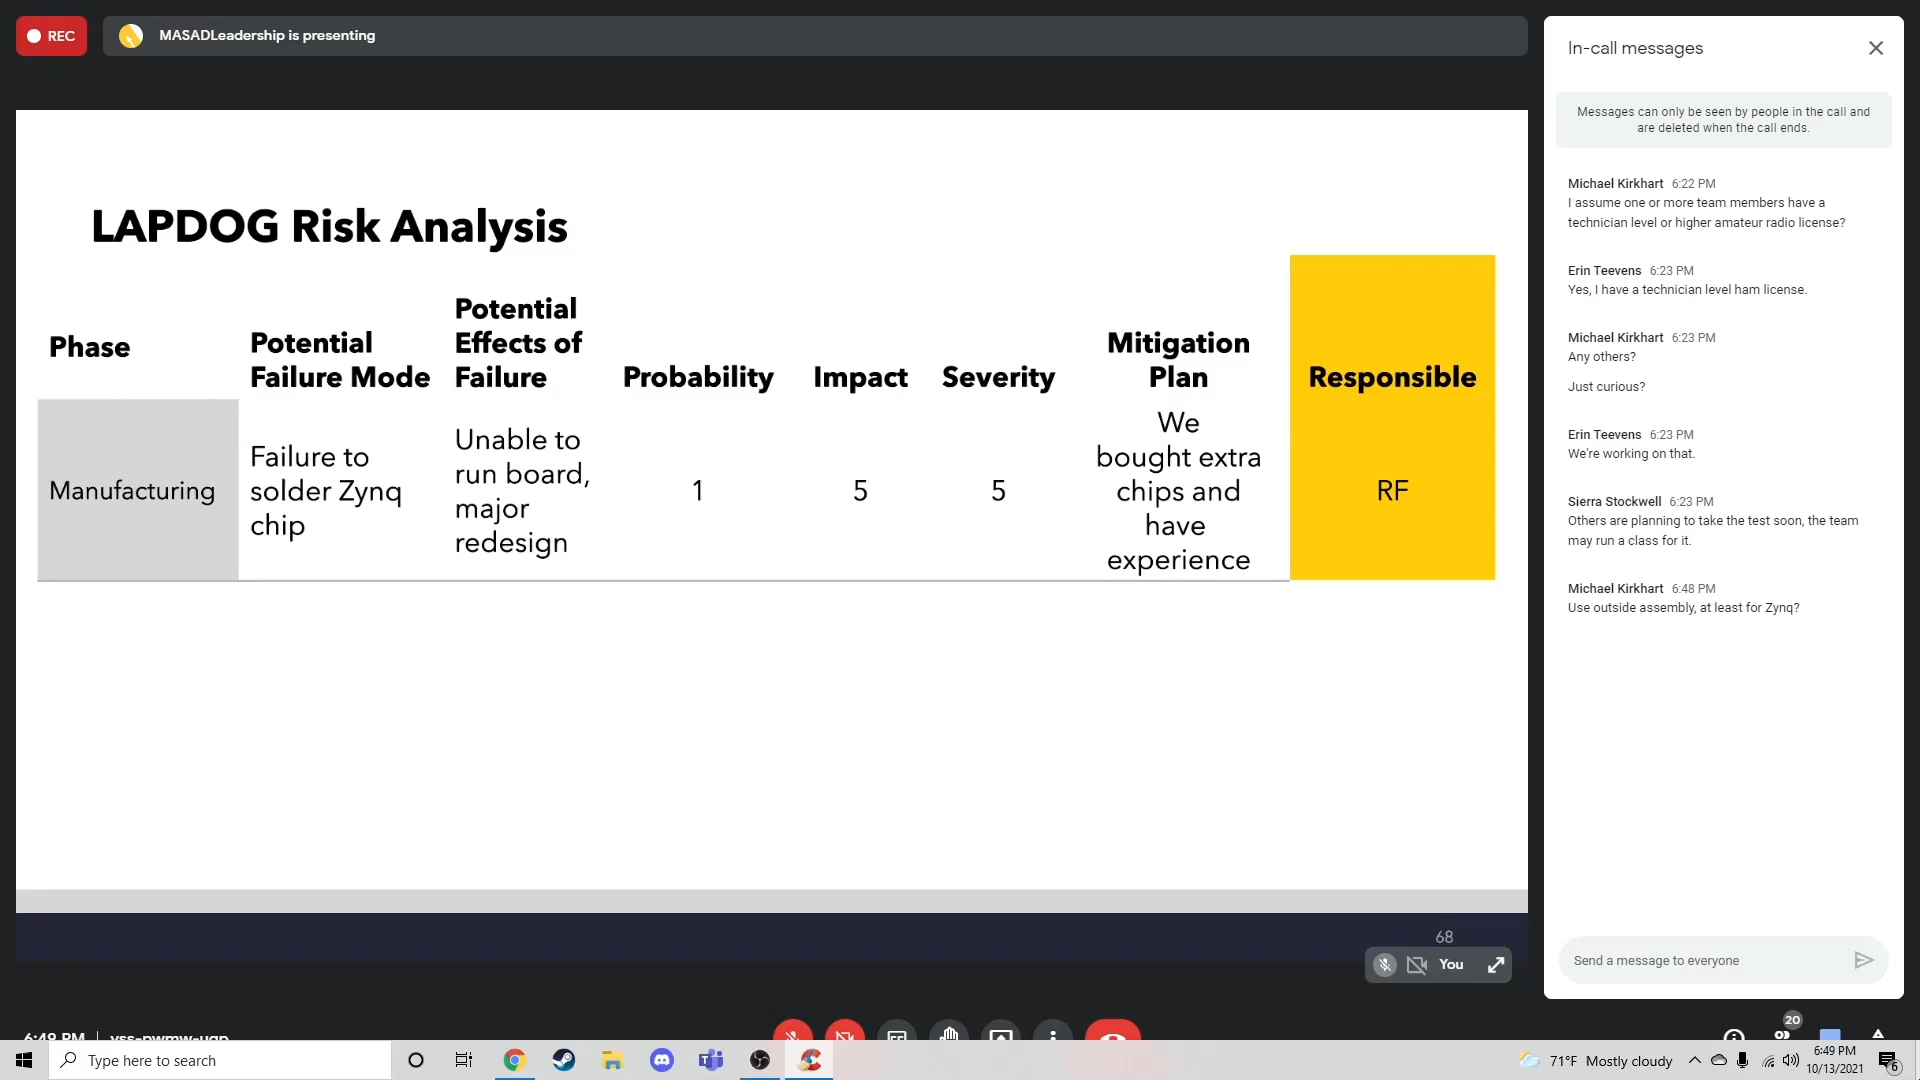 REC
MASADLeadership is presenting
LAPDOG Risk Analysis
Phase
Potential
Failure Mode
Potential
Effects of
Failure
Probability
Impact
Severity
Mitigation
Plan
Responsible
Manufacturing
Failure to
solder Zynq
chip
Unable to
run board,
major
redesign
1
5
5
We
bought extra
chips and
have
experience
RF
68
You
In-call messages
Messages can only be seen by people in the call and
are deleted when the call ends.
Michael Kirkhart 6:22 PM
I assume one or more team members have a
technician level or higher amateur radio license?
Erin Teevens 6:23 PM
Yes, I have a technician level ham license.
Michael Kirkhart 6:23 PM
Any others?
Just curious?
Erin Teevens 6:23 PM
We're working on that.
Sierra Stockwell 6:23 PM
Others are planning to take the test soon, the team
may run a class for it.
Michael Kirkhart 6:48 PM
Use outside assembly, at least for Zynq?
Send a message to everyone
6:49 PM
20
Type here to search
71°F Mostly cloudy
6:49 PM
10/13/2021
6